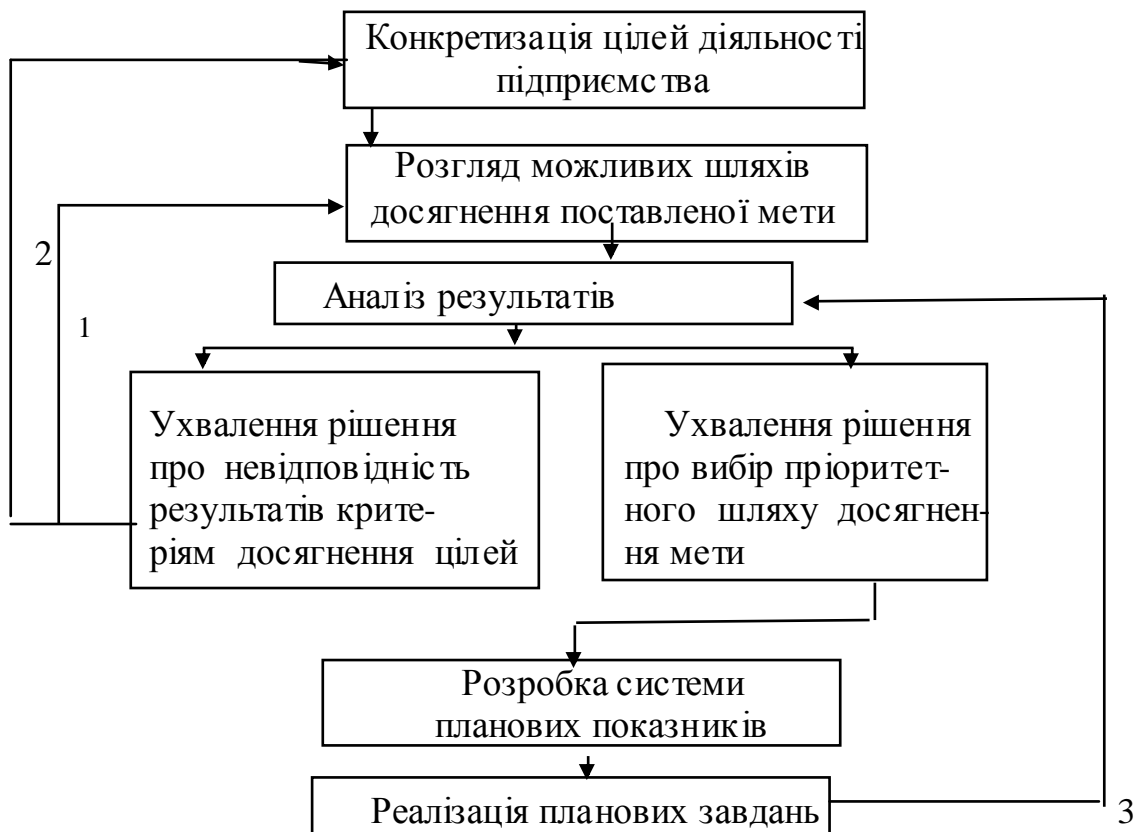 Конкретизація цілей діяльності
підприємства
Розгляд можливих шляхів
досягнення поставленої мети
2
Аналіз результатів
1
Ухвалення рішення
про невідповідність
результатів крите-
ріям досягнення цілей
Ухвалення рішення
про вибір пріоритет-
ного шляху досягнен-
ня мети
Розробка системи
планових показників
Реалізація планових завдань
3